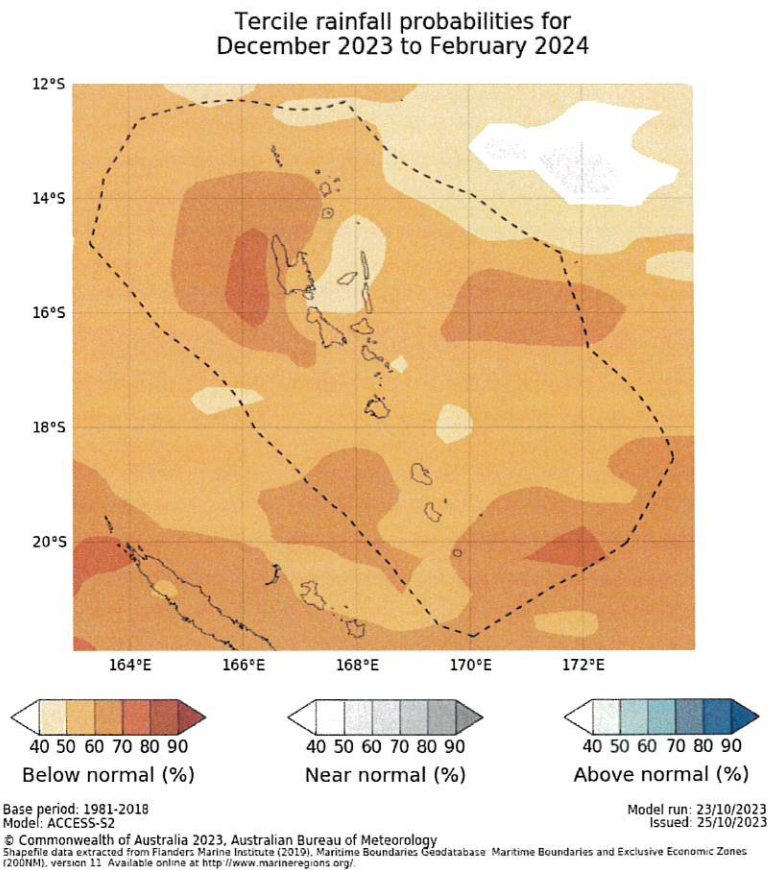 Tercile rainfall probabilities for
December 2023 to February 2024
12°S
14°S
16°S
18°S
20°S
164°E 166°E 168°E 170°E 172°E
40 50 60 70 80 90 40 50 60 70 80 90 40 50 60 70 80 90
Below normal (%) Near normal (%) Above normal (%)
Base period: 1981-2018 Model run: 23/10/2023
Model: ACCESS-S2 Issued: 25/10/2023
© Commonwealth of Australia 2023, Australian Bureau of Meteorology
Shapefile data extracted from Flanders Marine Institute (2019), Maritime Boundaries Geodatabase: Maritime Boundaries and Exclusive Economic Zones
(200NM), version 11. Available online at http://www.marineregions.org/.